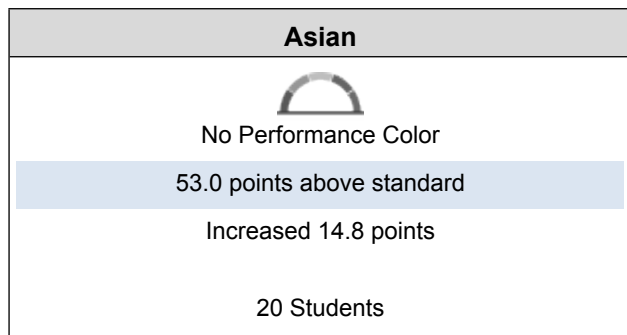 Asian
No Performance Color
53.0 points above standard
Increased 14.8 points
20 Students